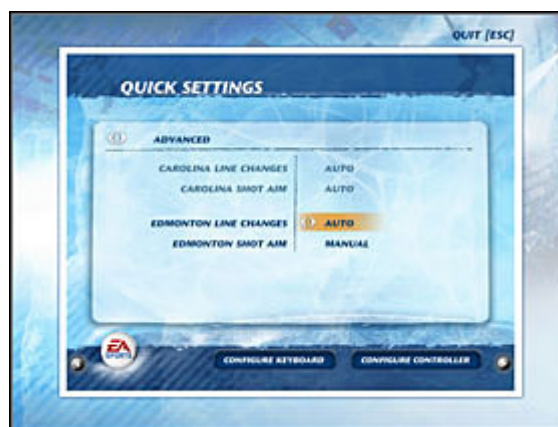 QUIT [ESC]
QUICK SETTINGS
ADVANCED
CAROLINA LINE CHANGES AUTO
CAROLINA SHOT AIM AUTO
EDMONTON LINE CHANGES AUTO
EDMONTON SHOT AIM MANUAL
EA
SPORTS
CONFIGURE KEYBOARD CONFIGURE CONTROLLER